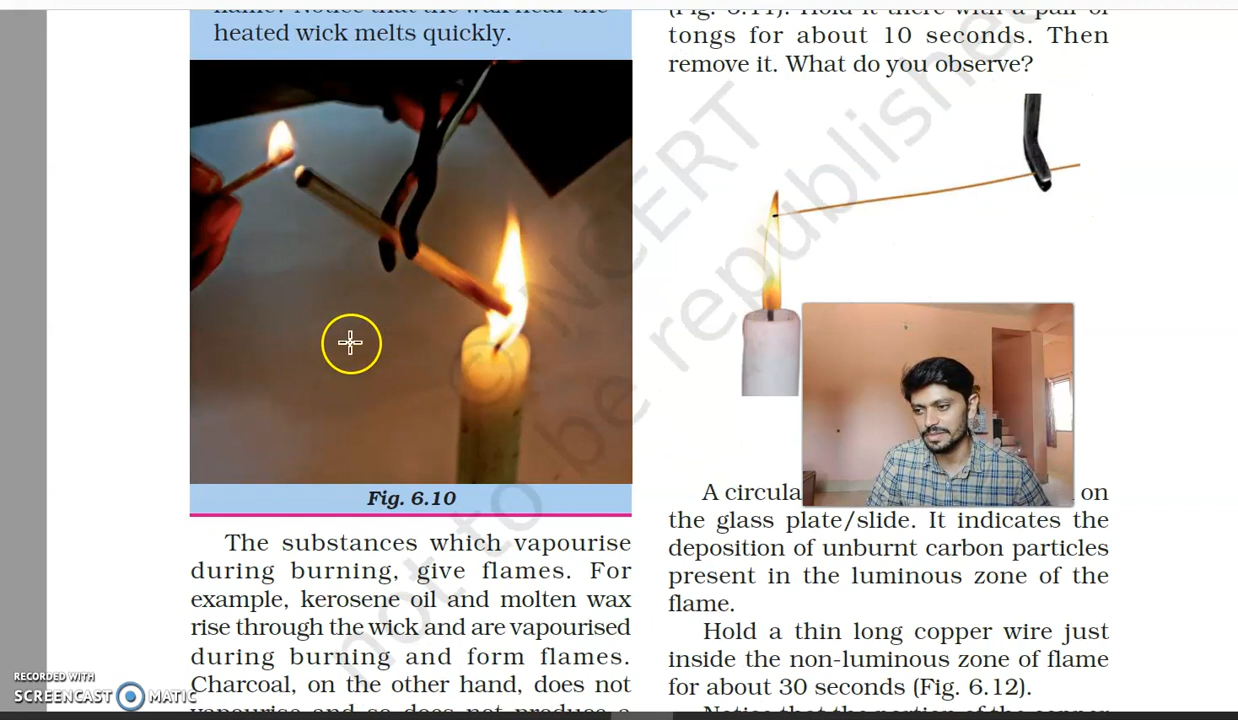 heated wick melts quickly.
Fig. 6.10
The substances which vapourise
during burning, give flames. For
example, kerosene oil and molten wax
rise through the wick and are vapourised
during burning and form flames.
Charcoal, on the other hand, does not
tongs for about 10 seconds. Then
remove it. What do you observe?
A circula
on
the glass plate/slide. It indicates the
deposition of unburnt carbon particles
present in the luminous zone of the
flame.
Hold a thin long copper wire just
inside the non-luminous zone of flame
for about 30 seconds (Fig. 6.12).
© NCERT
not to be republished
RECORDED WITH
SCREENCAST MATIC